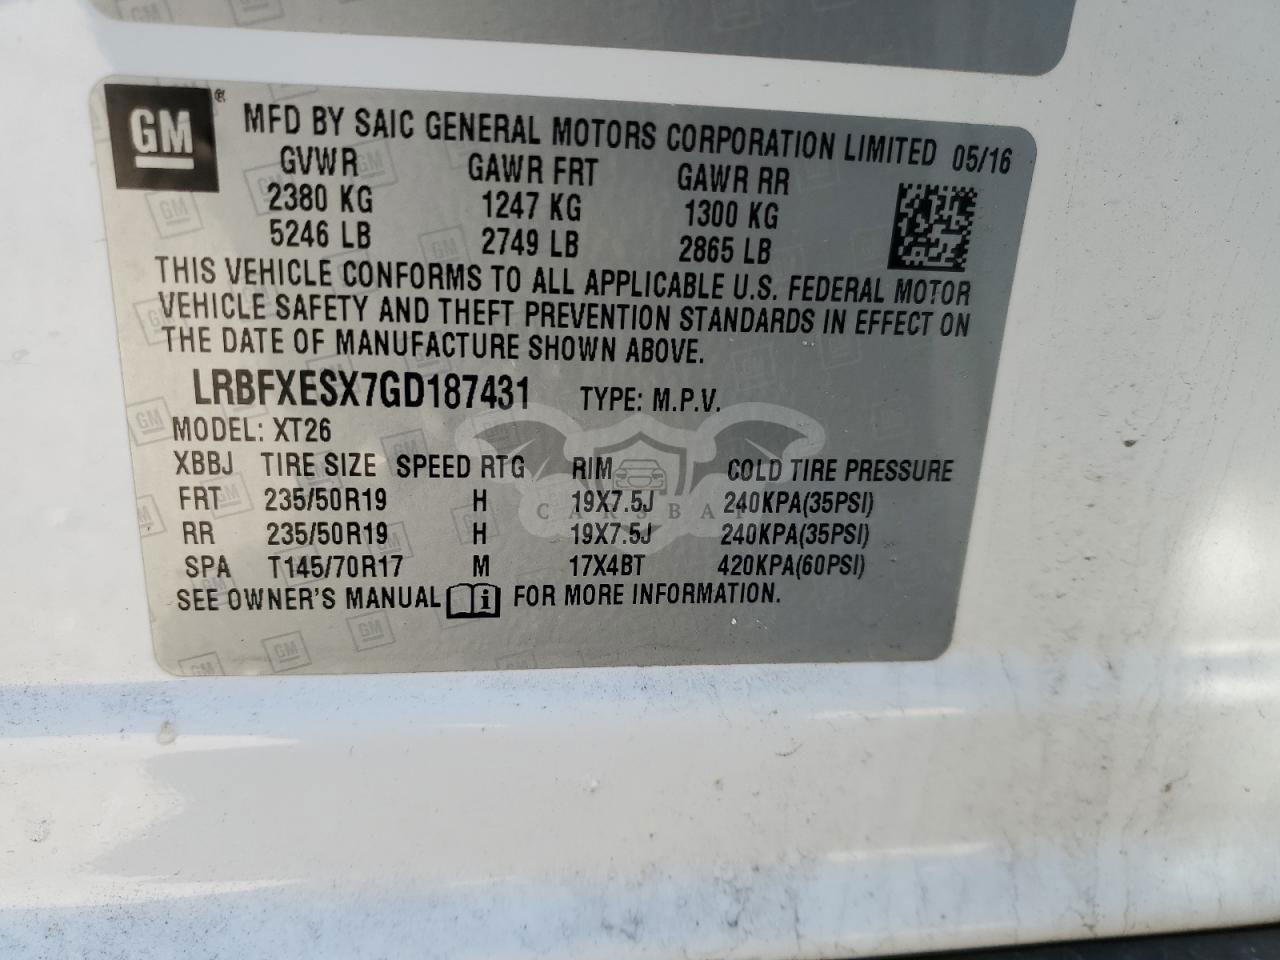 GM ® MFD BY SAIC GENERAL MOTORS CORPORATION LIMITED 05/16
GVWR GAWR FRT GAWR RR
2380 KG 1247 KG 1300 KG
5246 LB 2749 LB 2865 LB
THIS VEHICLE CONFORMS TO ALL APPLICABLE U.S. FEDERAL MOTOR
VEHICLE SAFETY AND THEFT PREVENTION STANDARDS IN EFFECT ON
THE DATE OF MANUFACTURE SHOWN ABOVE.
LRBFXESX7GD187431 TYPE: M.P.V.
MODEL: XT26
XBBJ TIRE SIZE SPEED RTG RIM COLD TIRE PRESSURE
FRT 235/50R19 H 19X7.5J 240KPA(35PSI)
CARSBAT
RR 235/50R19 H 19X7.5J 240KPA(35PSI)
SPA T145/70R17 M 17X4BT 420KPA(60PSI)
SEE OWNER'S MANUAL i FOR MORE INFORMATION.